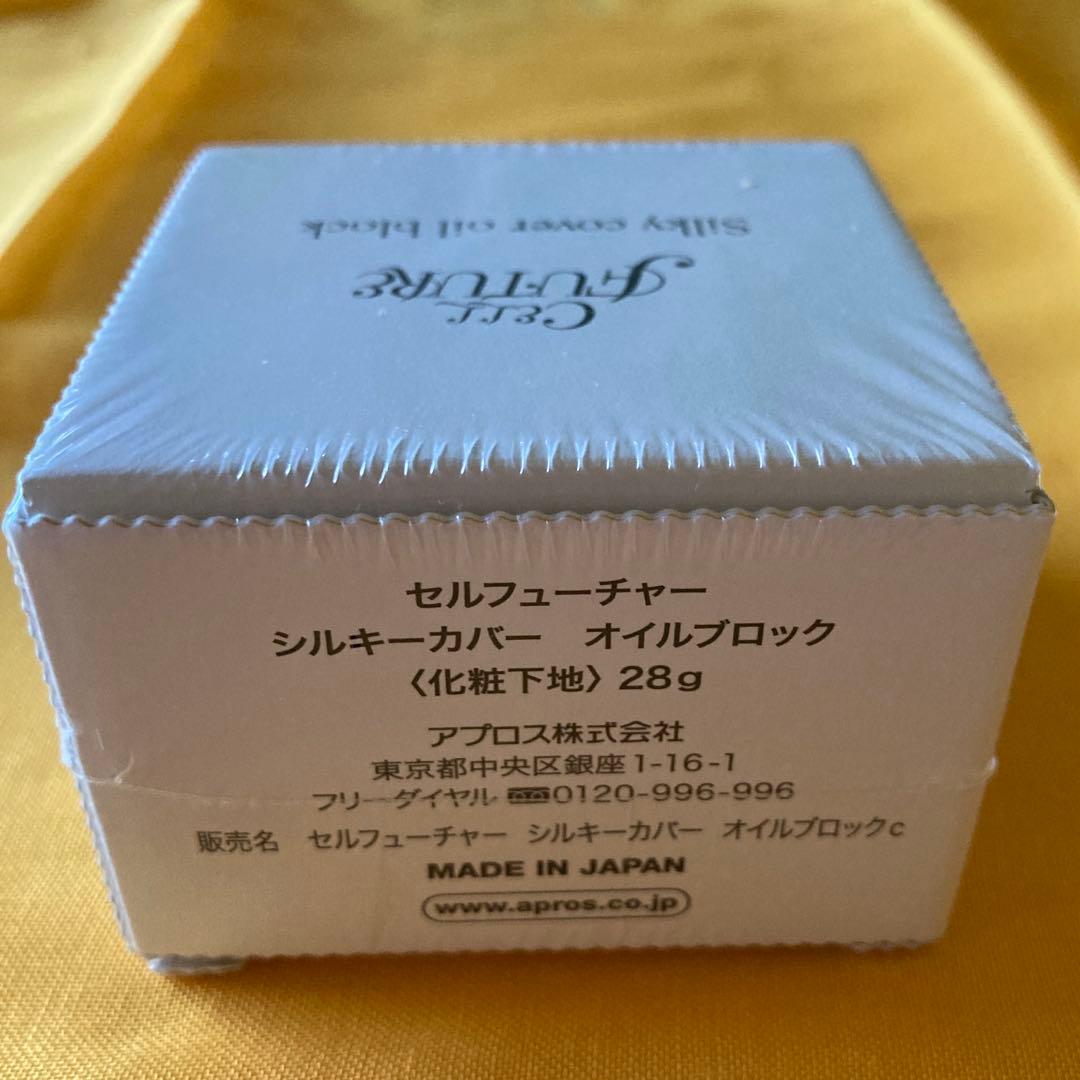 Cell
FUTURE
Silky cover oil block
セルフューチャー
シルキーカバー　オイルブロック
〈化粧下地〉28g
アプロス株式会社
東京都中央区銀座1-16-1
フリーダイヤル 0120-996-996
販売名　セルフューチャー　シルキーカバー　オイルブロックc
MADE IN JAPAN
www.apros.co.jp